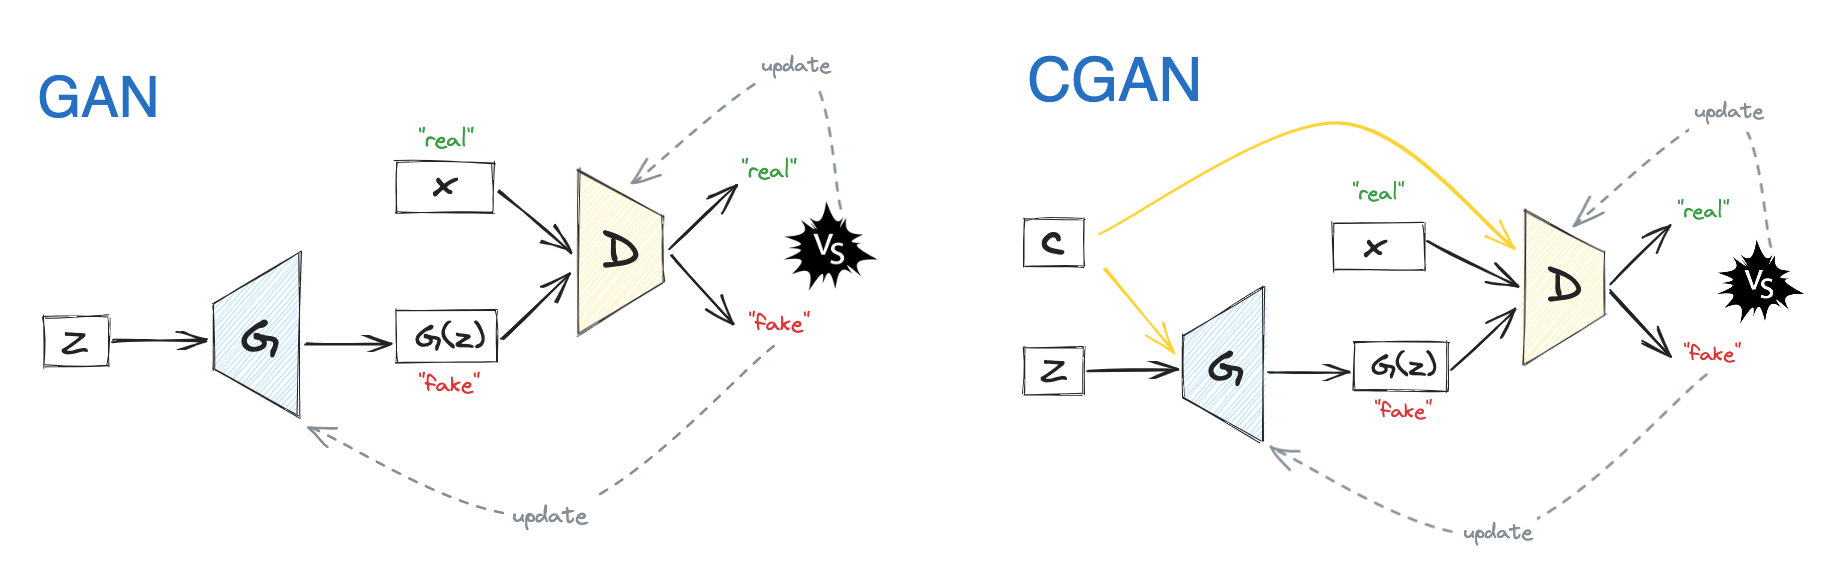 GAN
update
"real"
x
"real"
D
VS
z
G
G(z)
"fake"
"fake"
update
CGAN
update
"real"
"real"
c
x
D
VS
z
G
G(z)
"fake"
"fake"
update